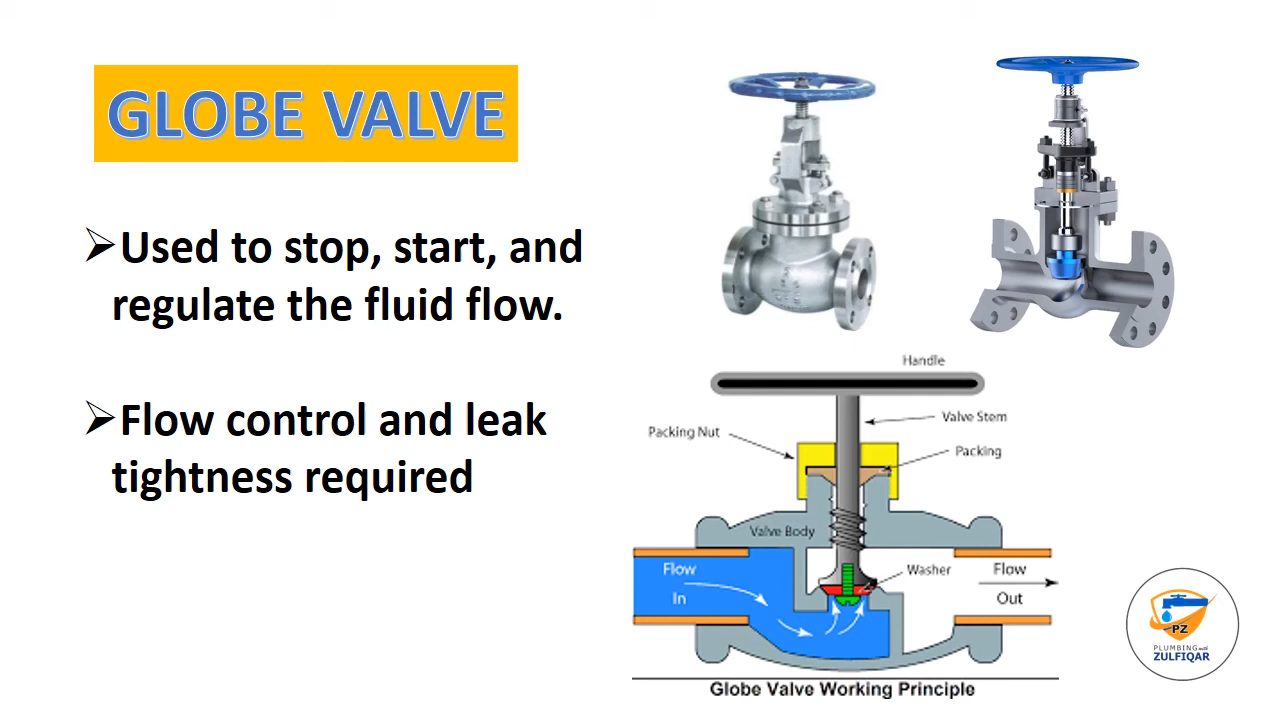 GLOBE VALVE
➢Used to stop, start, and
regulate the fluid flow.
➢Flow control and leak
tightness required
Handle
Valve Stem
Packing Nut
Packing
Valve Body
Flow
In
Washer
Flow
Out
Globe Valve Working Principle
PZ
PLUMBING with
ZULFIQAR